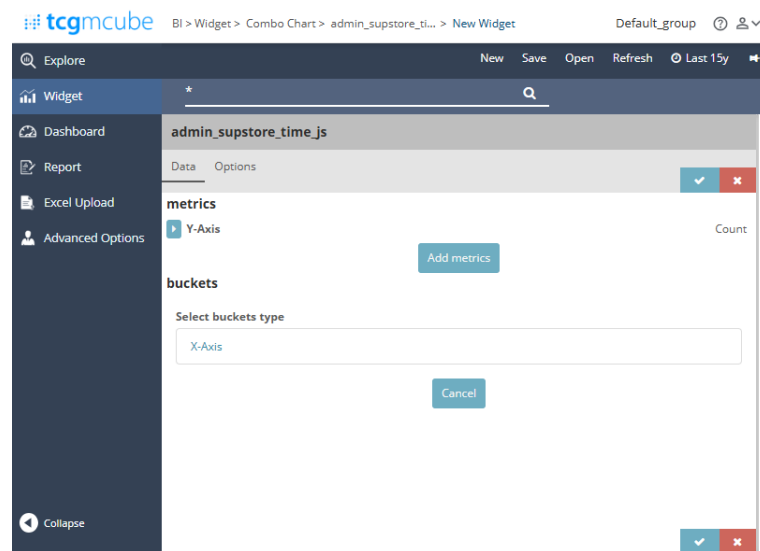 tcgmcube
BI > Widget > Combo Chart > admin_supstore_ti... > New Widget
Default_group
Explore
New Save Open Refresh Last 15y
Widget
*
Dashboard
admin_supstore_time_js
Report
Data Options
Excel Upload
metrics
Y-Axis
Count
Advanced Options
Add metrics
buckets
Select buckets type
X-Axis
Cancel
Collapse